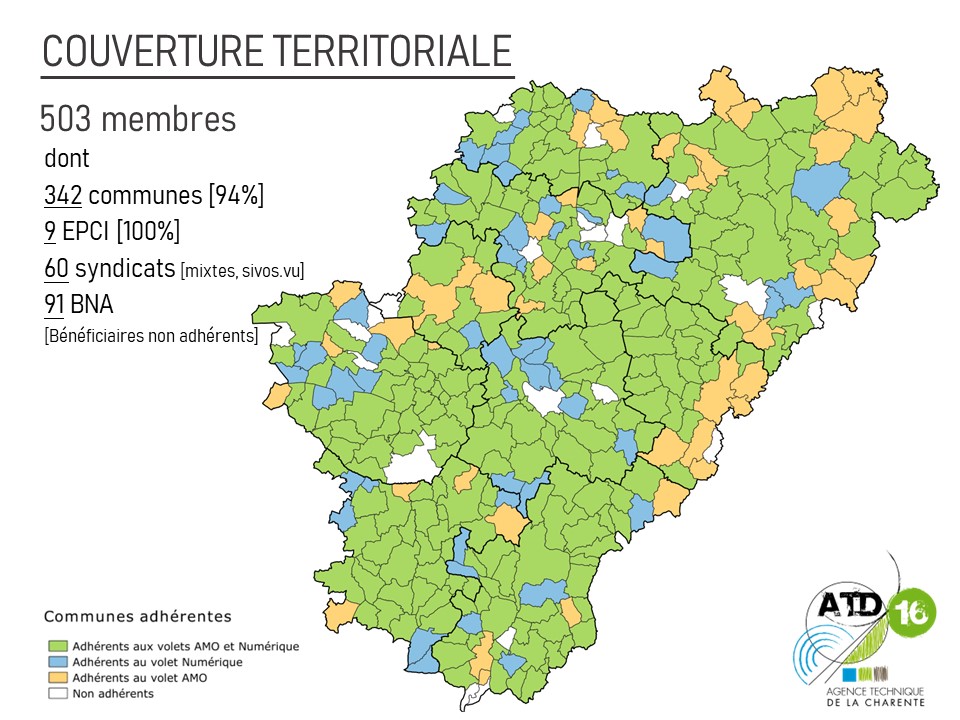 COUVERTURE TERRITORIALE
503 membres
dont
342 communes [94%]
9 EPCI [100%]
60 syndicats [mixtes, sivos.vu]
91 BNA
[Bénéficiaires non adhérents]
Communes adhérentes
Adhérents aux volets AMO et Numérique
Adhérents au volet Numérique
Adhérents au volet AMO
Non adhérents
ATD 16
AGENCE TECHNIQUE
DE LA CHARENTE